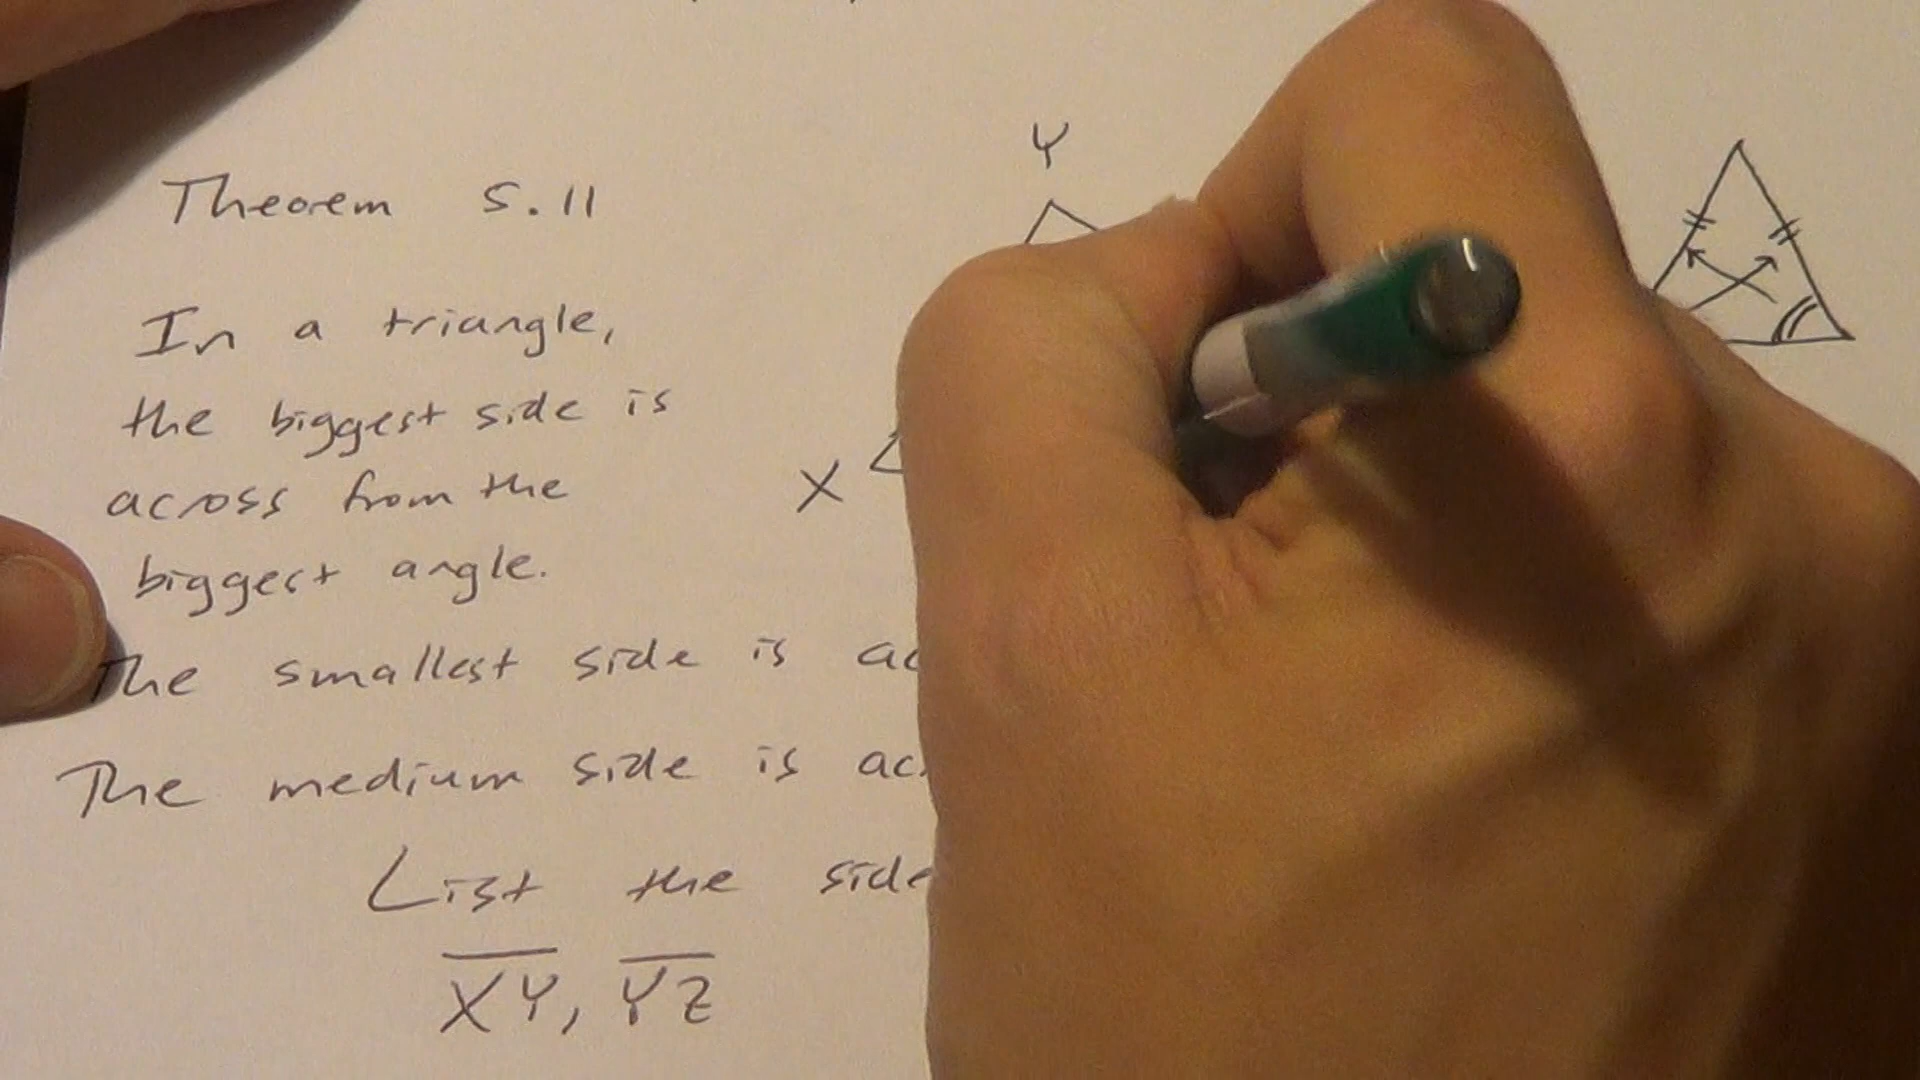 Theorem 5.11
Y
In a triangle,
the biggest side is
across from the
X
biggest angle.
The smallest side is
The medium side is
List the
XY, YZ